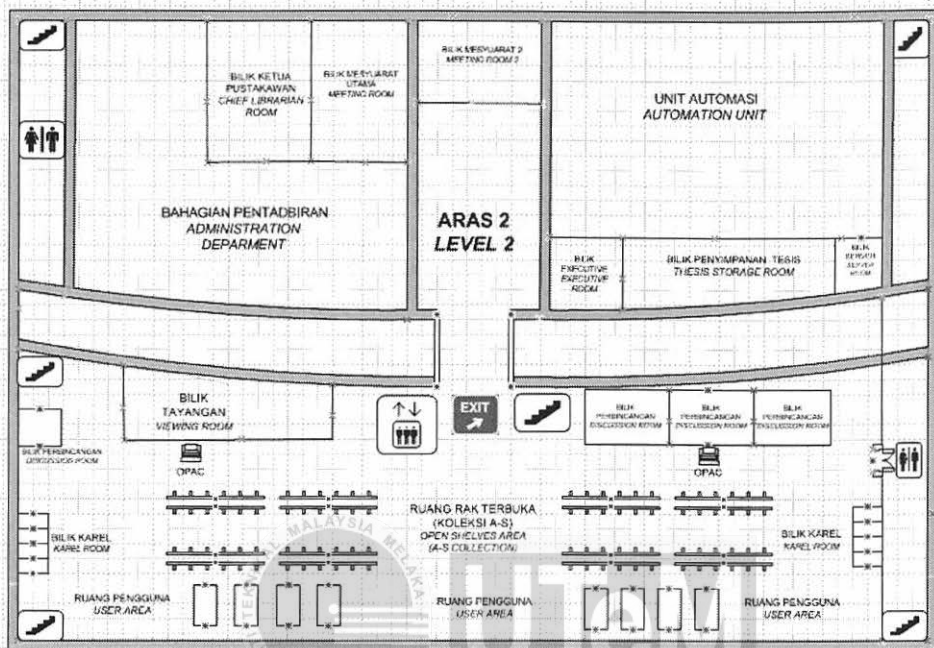 BILIK KETUA
PUSTAKAWAN
CHIEF LIBRARIAN
ROOM
BILIK MESYUARAT
UTAMA
MEETING ROOM
BILIK MESYUARAT 2
MEETING ROOM 2
UNIT AUTOMASI
AUTOMATION UNIT
BAHAGIAN PENTADBIRAN
ADMINISTRATION
DEPARMENT
ARAS 2
LEVEL 2
BILIK
EXECUTIVE
EXECUTIVE
ROOM
BILIK PENYIMPANAN TESIS
THESIS STORAGE ROOM
BILIK
ROOM
BILIK
TAYANGAN
VIEWING ROOM
EXIT
BILIK
PERBINCANGAN
DISCUSSION ROOM
BILIK
PERBINCANGAN
DISCUSSION ROOM
BILIK
PERBINCANGAN
DISCUSSION ROOM
BILIK PERBINCANGAN
DISCUSSION ROOM
OPAC
OPAC
RUANG RAK TERBUKA
(KOLEKSI A-S)
OPEN SHELVES AREA
(A-S COLLECTION)
BILIK KAREL
KAREL ROOM
BILIK KAREL
KAREL ROOM
RUANG PENGGUNA
USER AREA
RUANG PENGGUNA
USER AREA
RUANG PENGGUNA
USER AREA
MALAYSIA MELAKA
UTeM